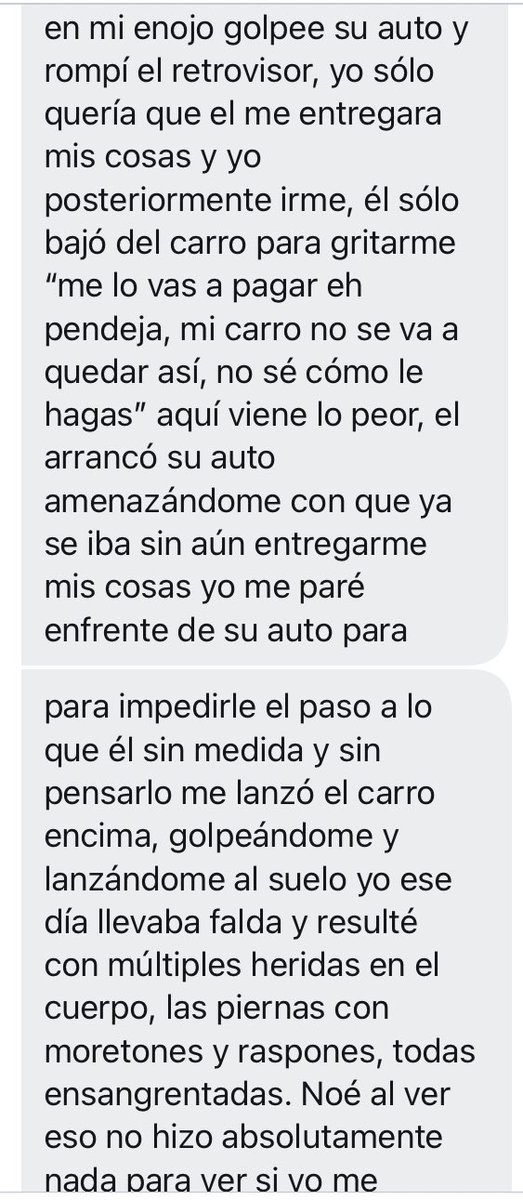 en mi enojo golpee su auto y
rompí el retrovisor, yo sólo
quería que el me entregara
mis cosas y yo
posteriormente irme, él sólo
bajó del carro para gritarme
“me lo vas a pagar eh
pendeja, mi carro no se va a
quedar así, no sé cómo le
hagas” aquí viene lo peor, el
arrancó su auto
amenazándome con que ya
se iba sin aún entregarme
mis cosas yo me paré
enfrente de su auto para
para impedirle el paso a lo
que él sin medida y sin
pensarlo me lanzó el carro
encima, golpeándome y
lanzándome al suelo yo ese
día llevaba falda y resulté
con múltiples heridas en el
cuerpo, las piernas con
moretones y raspones, todas
ensangrentadas. Noé al ver
eso no hizo absolutamente
nada para ver si yo me